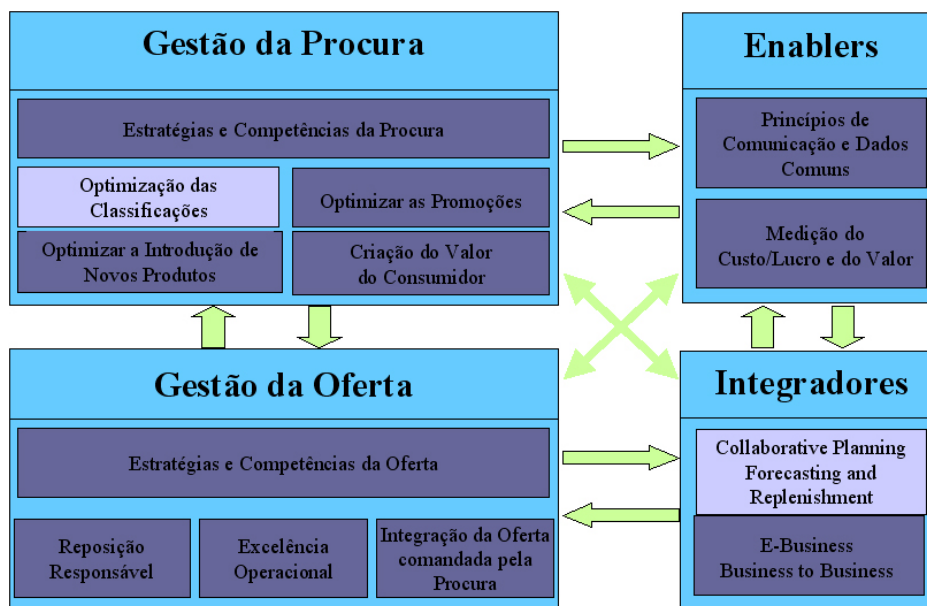 Gestão da Procura
Estratégias e Competências da Procura
Optimização das
Classificações
Optimizar as Promoções
Optimizar a Introdução de
Novos Produtos
Criação do Valor
do Consumidor
Enablers
Princípios de
Comunicação e Dados
Comuns
Medição do
Custo/Lucro e do Valor
Gestão da Oferta
Estratégias e Competências da Oferta
Reposição
Responsável
Excelência
Operacional
Integração da Oferta
comandada pela
Procura
Integradores
Collaborative Planning
Forecasting and
Replenishment
E-Business
Business to Business